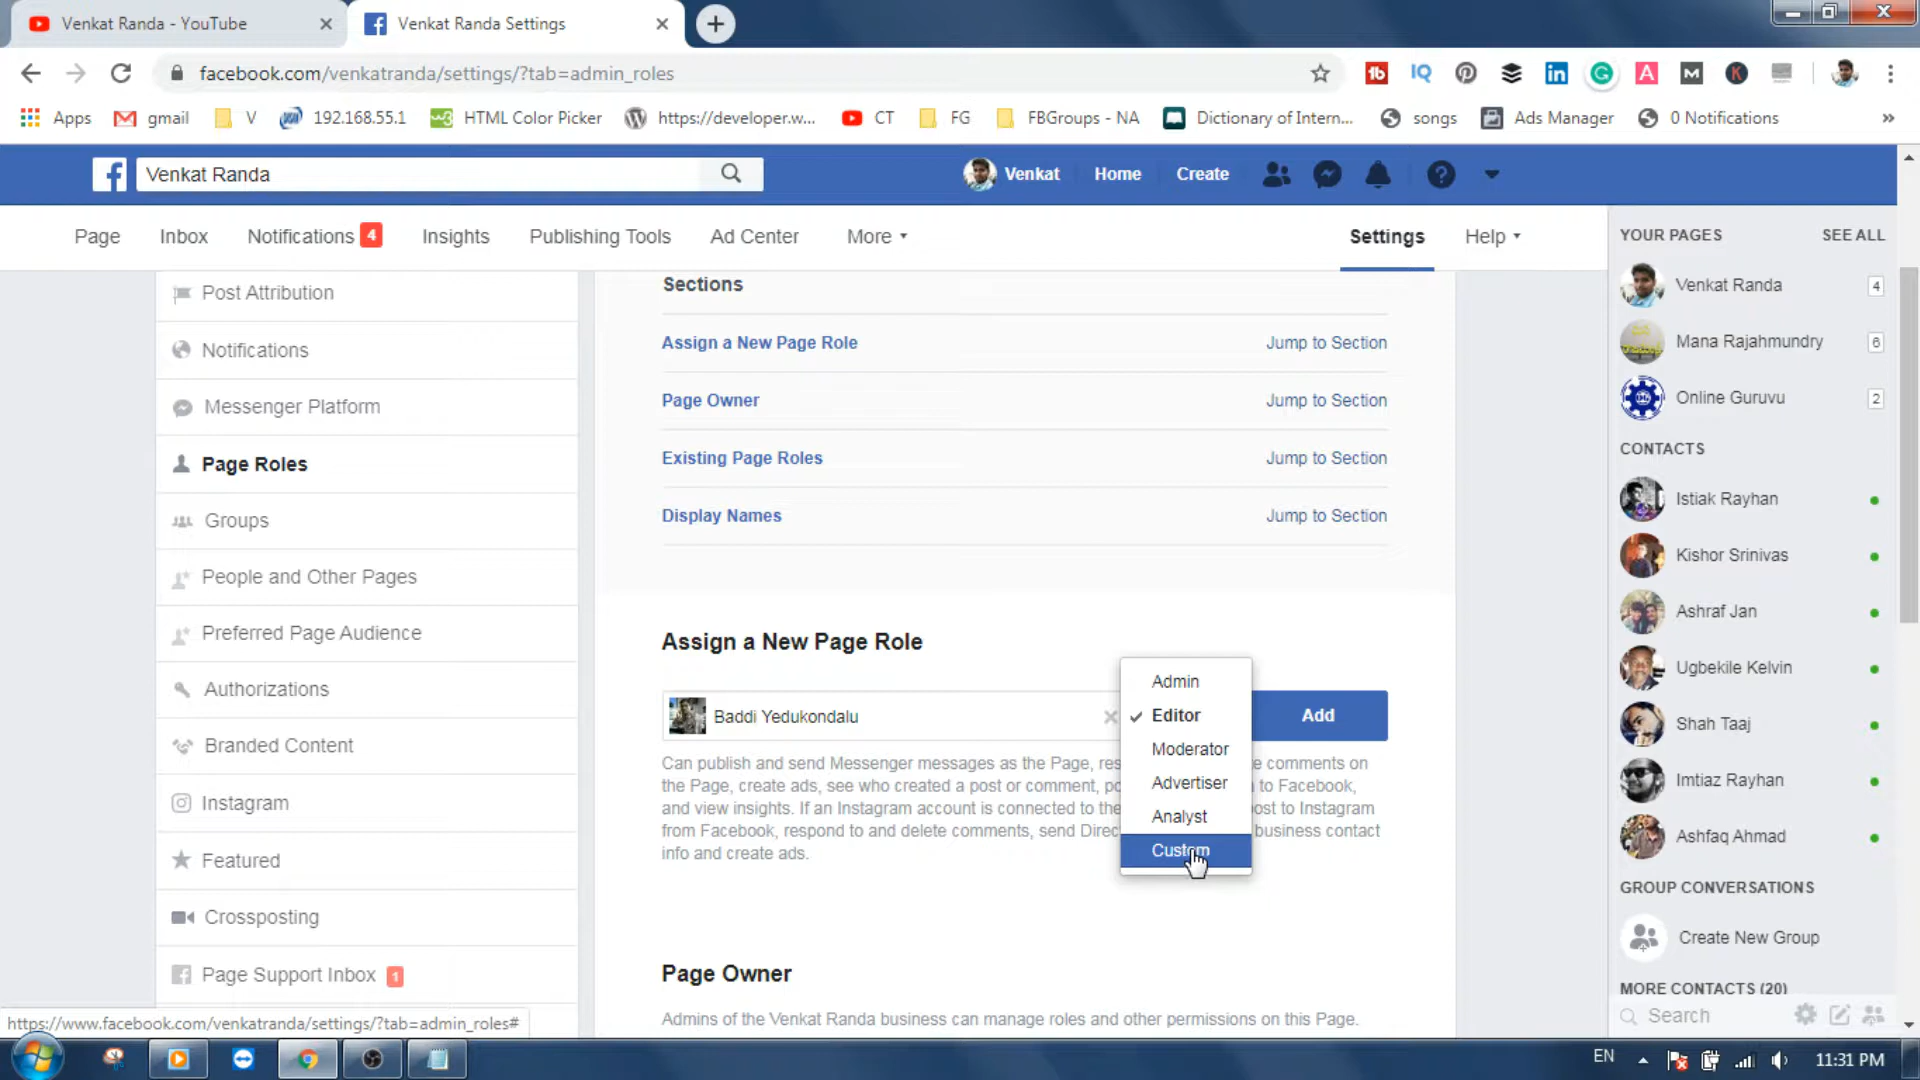 Venkat Randa - YouTube
Venkat Randa Settings
facebook.com/venkatranda/settings/?tab=admin_roles
Apps
gmail
V
192.168.55.1
HTML Color Picker
https://developer.w...
CT
FG
FBGroups - NA
Dictionary of Intern...
songs
Ads Manager
0 Notifications
»
Venkat Randa
Venkat
Home
Create
Page
Inbox
Notifications 4
Insights
Publishing Tools
Ad Center
More
Settings
Help
Post Attribution
Notifications
Messenger Platform
Page Roles
Groups
People and Other Pages
Preferred Page Audience
Authorizations
Branded Content
Instagram
Featured
Crossposting
Page Support Inbox 1
https://www.facebook.com/venkatranda/settings/?tab=admin_roles#
Sections
Assign a New Page Role Jump to Section
Page Owner Jump to Section
Existing Page Roles Jump to Section
Display Names Jump to Section
Assign a New Page Role
Baddi Yedukondalu
Add
Admin
Editor
Moderator
Advertiser
Analyst
Custom
Can publish and send Messenger messages as the Page, comments on
the Page, create ads, see who created a post or comment, to Facebook,
and view insights. If an Instagram account is connected to the post to Instagram
from Facebook, respond to and delete comments, send business contact
info and create ads.
Page Owner
Admins of the Venkat Randa business can manage roles and other permissions on this Page.
YOUR PAGES SEE ALL
Venkat Randa 4
Mana Rajahmundry 6
Online Guruvu 2
CONTACTS
Istiak Rayhan
Kishor Srinivas
Ashraf Jan
Ugbekile Kelvin
Shah Taaj
Imtiaz Rayhan
Ashfaq Ahmad
GROUP CONVERSATIONS
Create New Group
MORE CONTACTS (20)
Search
EN
11:31 PM